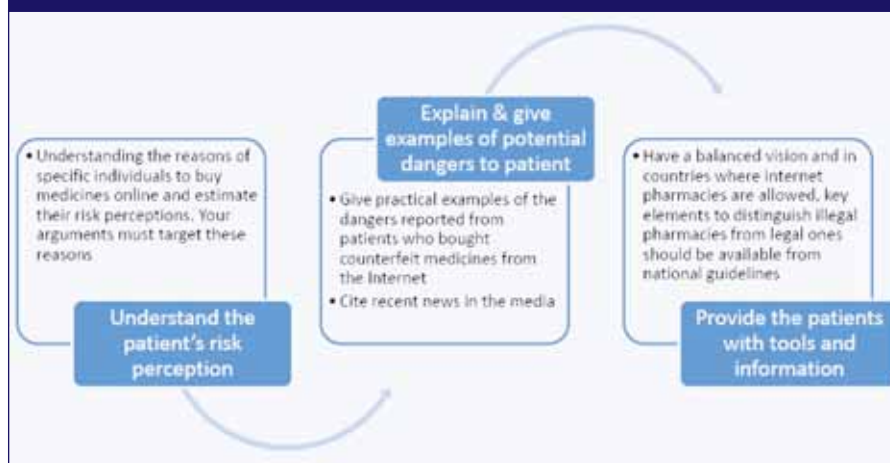 • Understanding the reasons of
specific individuals to buy
medicines online and estimate
their risk perceptions. Your
arguments must target these
reasons
Understand the
patient's risk
perception
Explain & give
examples of potential
dangers to patient
• Give practical examples of the
dangers reported from
patients who bought
counterfeit medicines from
the Internet
• Cite recent news in the media
• Have a balanced vision and in
countries where internet
pharmacies are allowed, key
elements to distinguish illegal
pharmacies from legal ones
should be available from
national guidelines
Provide the patients
with tools and
information